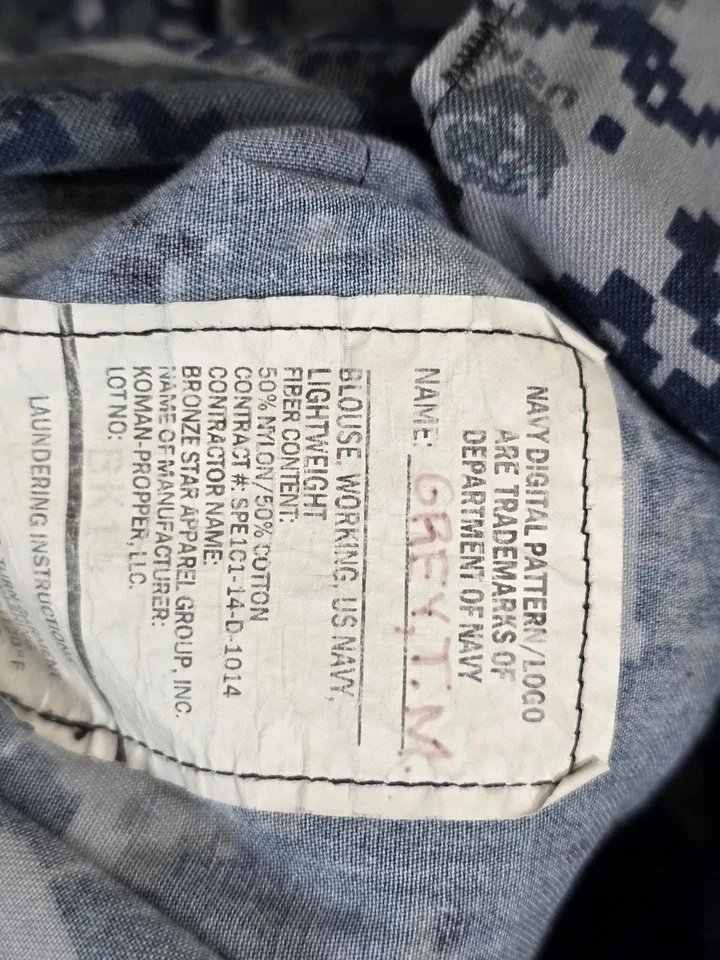 NAVY DIGITAL PATTERN/LOGO
ARE TRADEMARKS OF
DEPARTMENT OF NAVY
NAME: GREY, T. M.
BLOUSE, WORKING, US NAVY,
LIGHTWEIGHT
FIBER CONTENT:
50% NYLON/50% COTTON
CONTRACT #: SPE1C1-14-D-1014
CONTRACTOR NAME:
BRONZE STAR APPAREL GROUP, INC.
NAME OF MANUFACTURER:
KOMAN-PROPPER, LLC.
LOT NO:
LAUNDERING INSTRUCTIONS